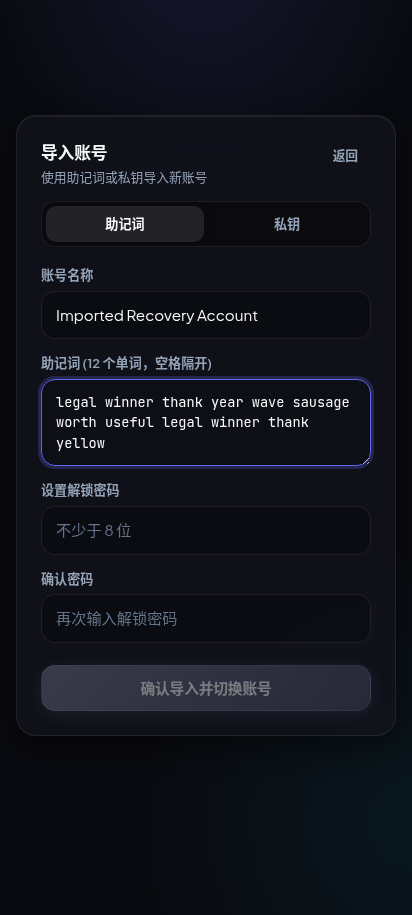 导入账号
返回
使用助记词或私钥导入新账号
助记词
私钥
账号名称
Imported Recovery Account
助记词 (12 个单词，空格隔开)
legal winner thank year wave sausage
worth useful legal winner thank
yellow
设置解锁密码
不少于 8 位
确认密码
再次输入解锁密码
确认导入并切换账号